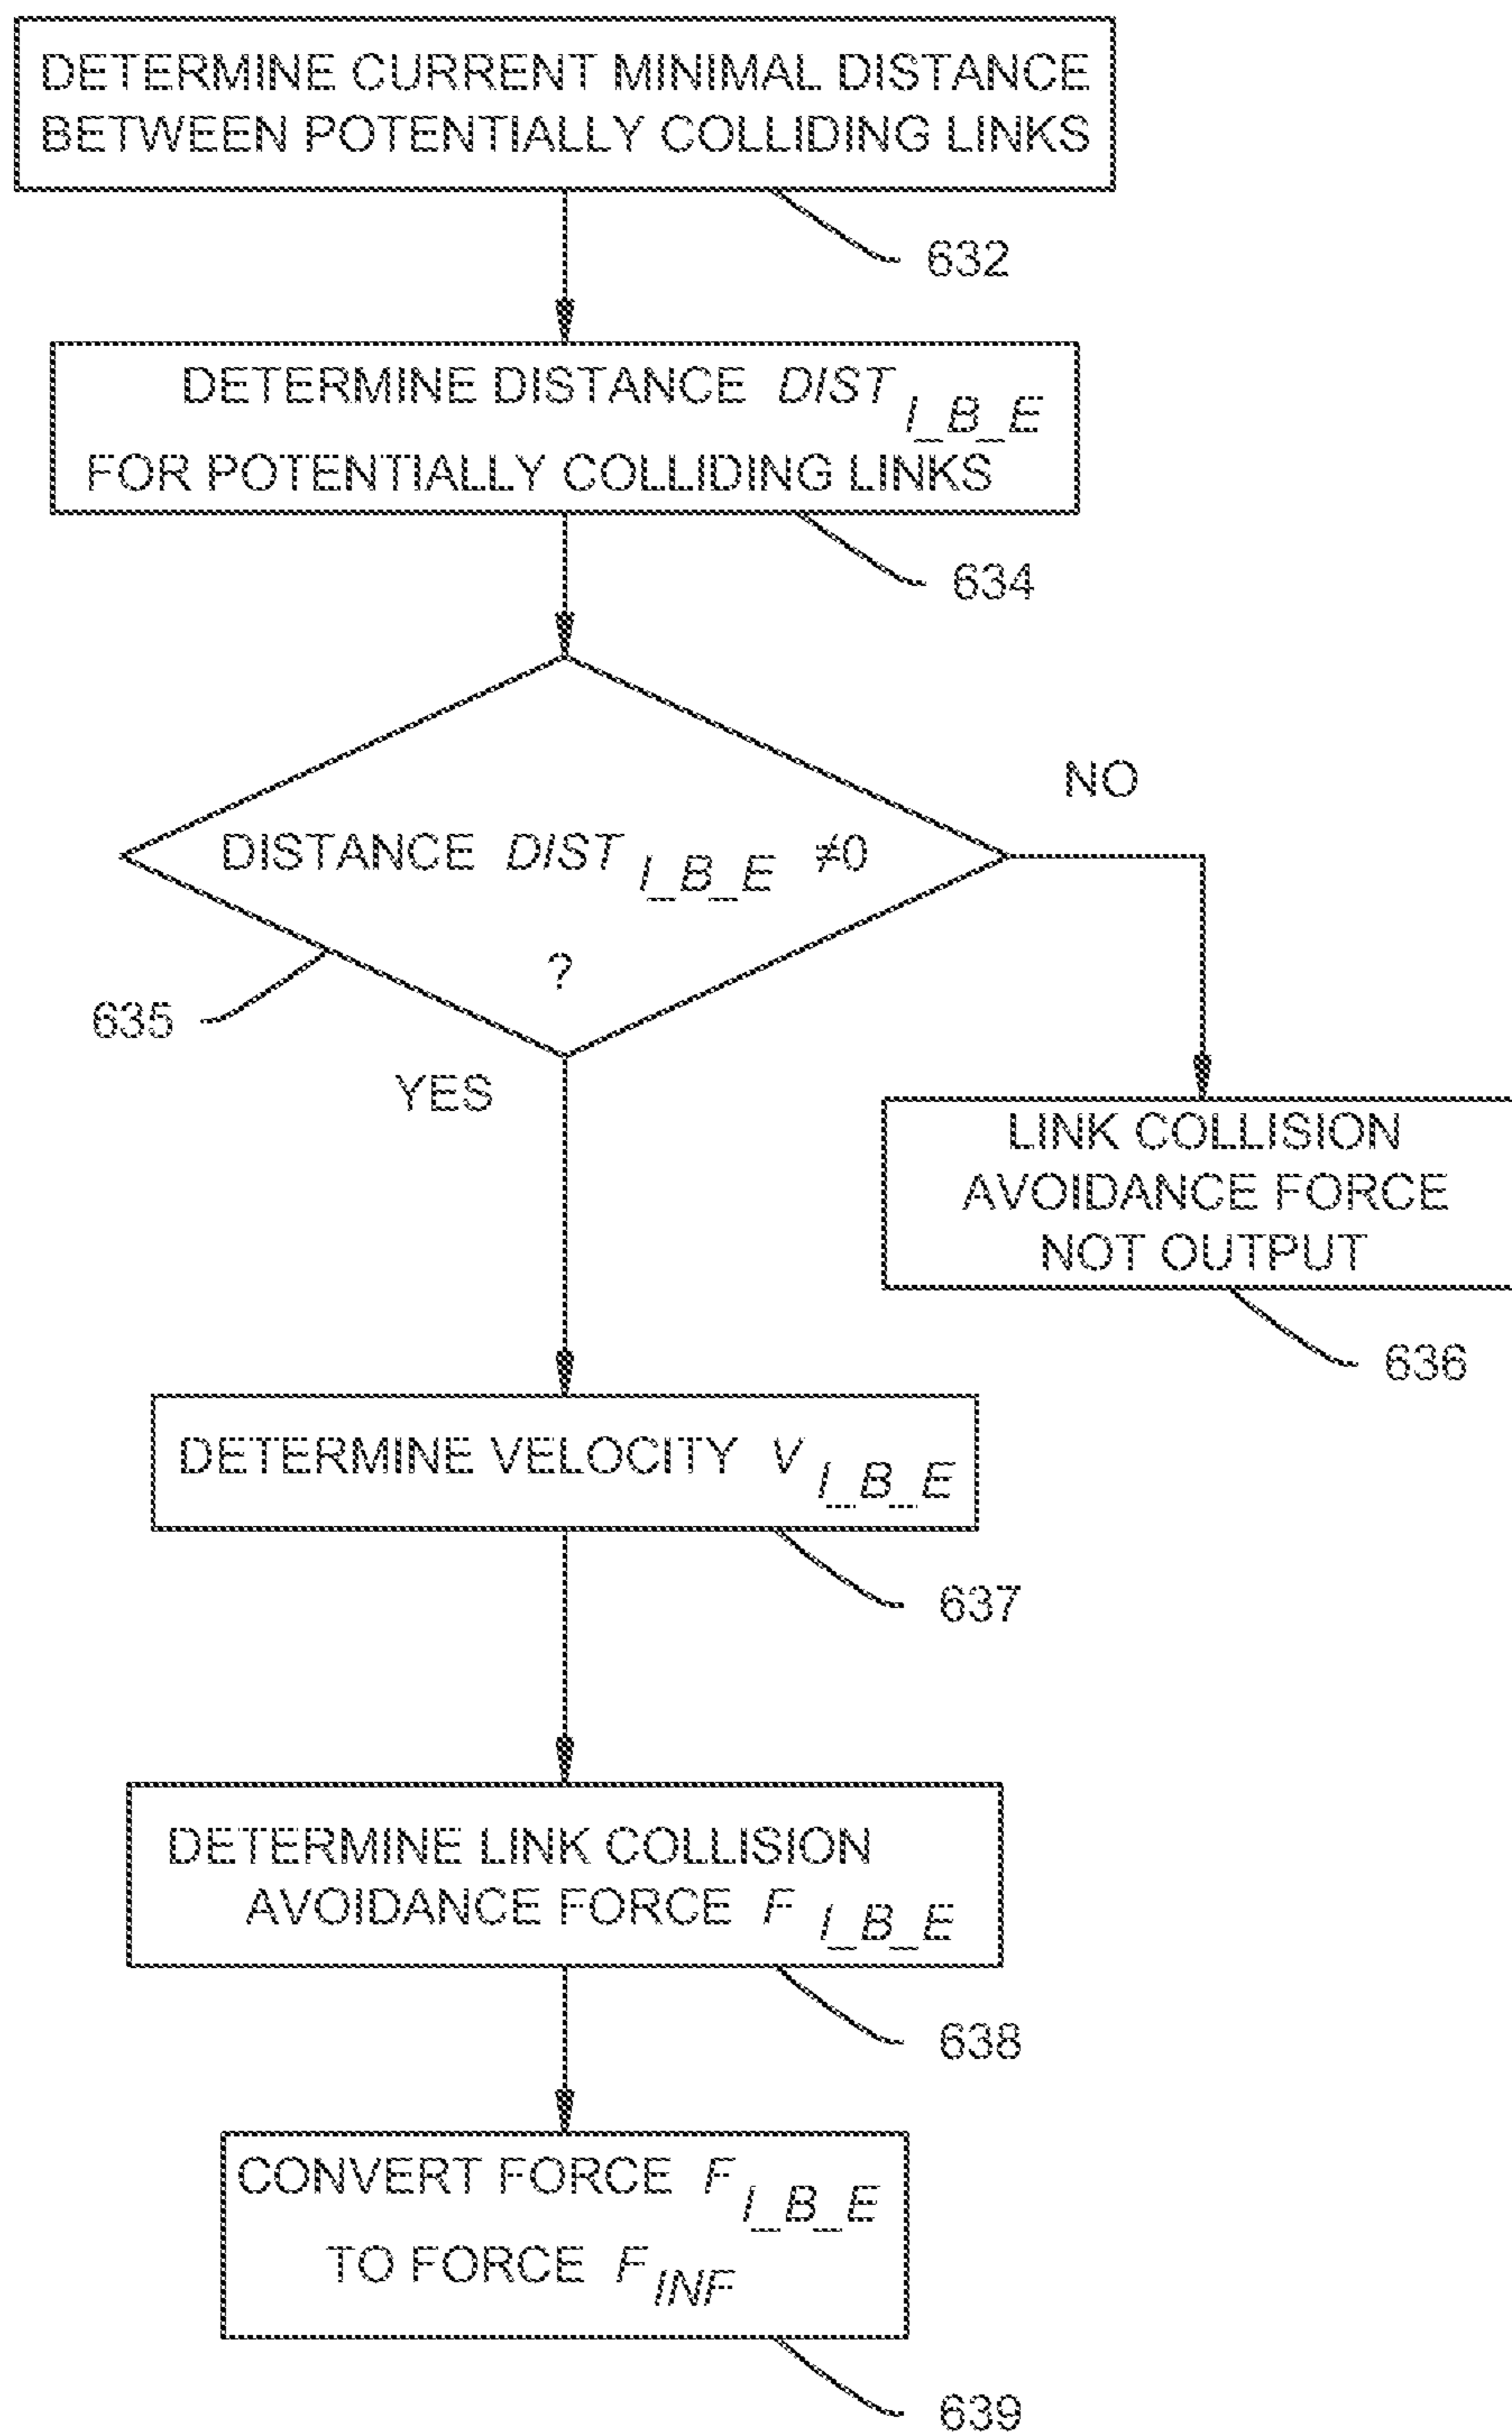 DETERMINE CURRENT MINIMAL DISTANCE
BETWEEN POTENTIALLY COLLIDING LINKS
632
DETERMINE DISTANCE DIST I_B_E
FOR POTENTIALLY COLLIDING LINKS
634
NO
DISTANCE DIST I_B_E ≠0
?
635
YES
LINK COLLISION
AVOIDANCE FORCE
NOT OUTPUT
636
DETERMINE VELOCITY V I_B_E
637
DETERMINE LINK COLLISION
AVOIDANCE FORCE F I_B_E
638
CONVERT FORCE F I_B_E
TO FORCE F INF
639